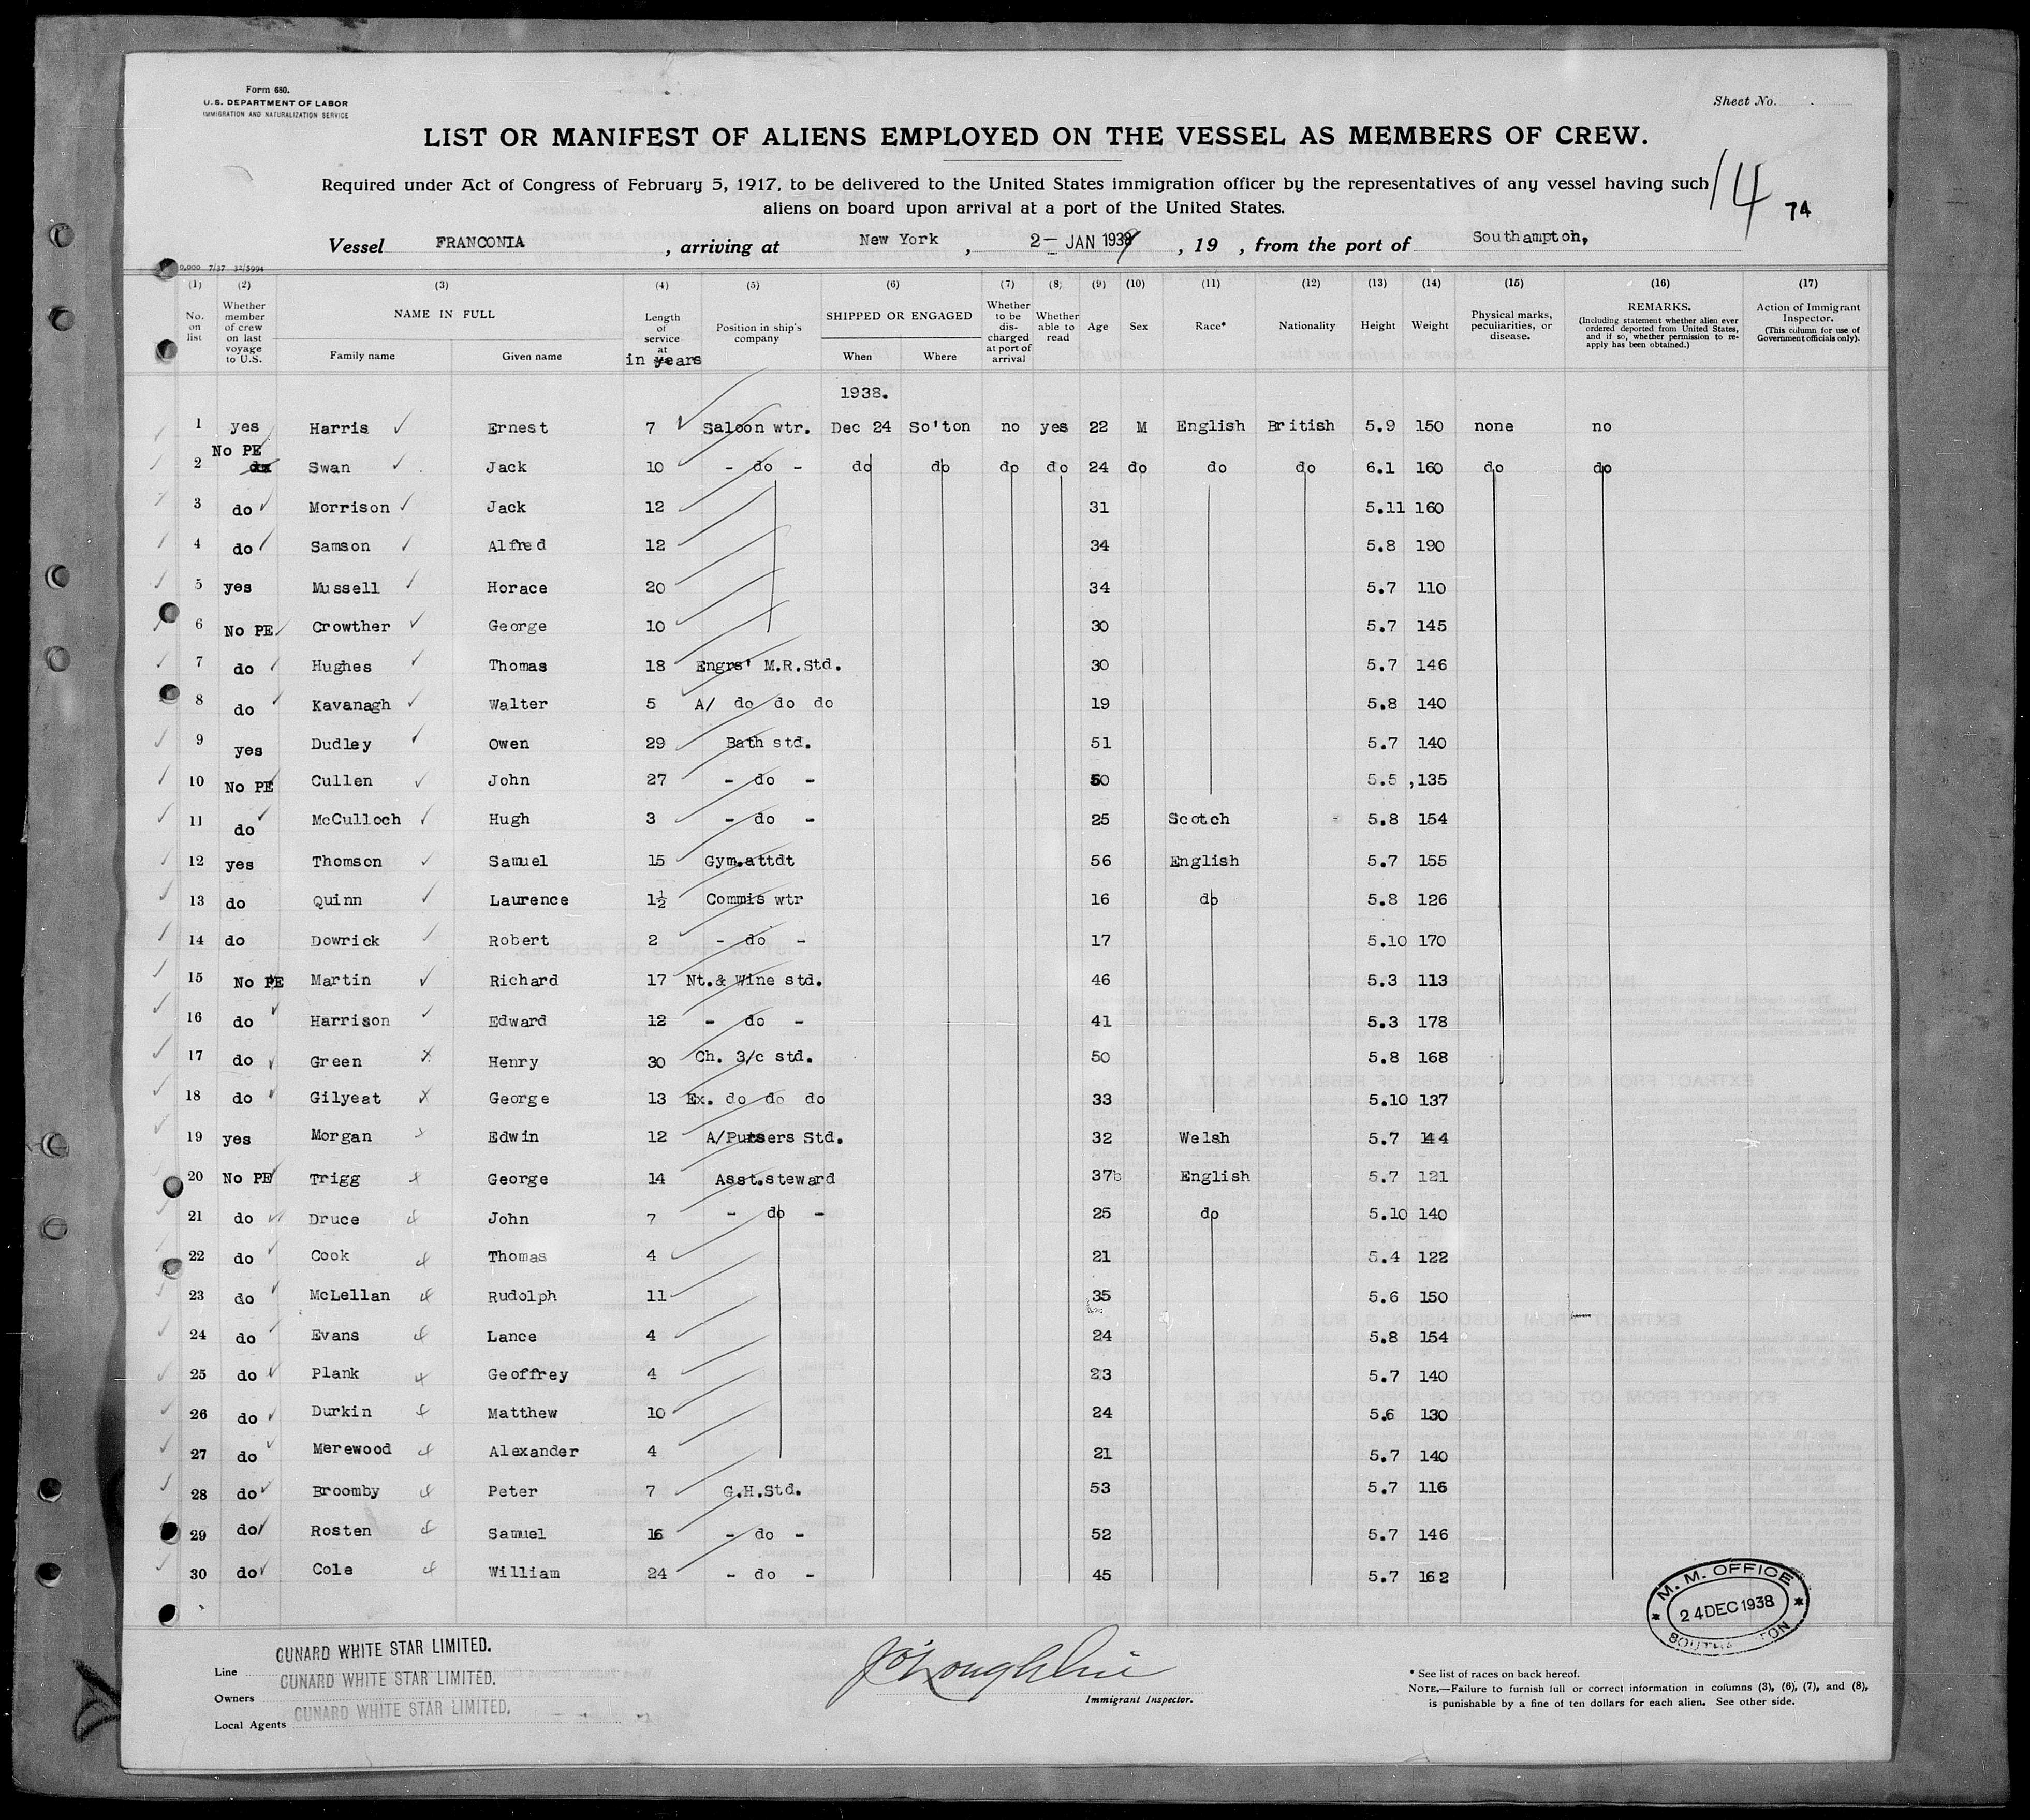 Form 680.
U.S. DEPARTMENT OF LABOR
IMMIGRATION AND NATURALIZATION SERVICE
Sheet No.
LIST OR MANIFEST OF ALIENS EMPLOYED ON THE VESSEL AS MEMBERS OF CREW.
Required under Act of Congress of February 5, 1917, to be delivered to the United States immigration officer by the representatives of any vessel having such
aliens on board upon arrival at a port of the United States.
14 74
Vessel FRANCONIA, arriving at New York, 2- JAN 1939, 19 , from the port of Southampton,
0,000 7/37 32/5994
(1) (2) (3) (4) (5) (6) (7) (8) (9) (10) (11) (12) (13) (14) (15) (16) (17)
No. on list
Whether member of crew on last voyage to U.S.
NAME IN FULL
Family name Given name
Length of service at in years
Position in ship's company
SHIPPED OR ENGAGED
When Where
Whether to be discharged at port of arrival
Whether able to read
Age Sex Race* Nationality Height Weight
Physical marks, peculiarities, or disease.
REMARKS.
(Including statement whether alien ever ordered deported from United States, and if so, whether permission to re-apply has been obtained.)
Action of Immigrant Inspector.
(This column for use of Government officials only).
1938.
1 yes Harris Ernest 7 Saloon wtr. Dec 24 So'ton no yes 22 M English British 5.9 150 none no
2 No PE Swan Jack 10 - do - do do do do 24 do do do 6.1 160 do do
3 do Morrison Jack 12 31 5.11 160
4 do Samson Alfred 12 34 5.8 190
5 yes Mussell Horace 20 34 5.7 110
6 No PE Crowther George 10 30 5.7 145
7 do Hughes Thomas 18 Engrs' M.R.Std. 30 5.7 146
8 do Kavanagh Walter 5 A/ do do do 19 5.8 140
9 yes Dudley Owen 29 Bath std. 51 5.7 140
10 No PE Cullen John 27 - do - 50 5.5 ,135
11 do McCulloch Hugh 3 - do - 25 Scotch 5.8 154
12 yes Thomson Samuel 15 Gym.attdt 56 English 5.7 155
13 do Quinn Laurence 1½ Commis wtr 16 do 5.8 126
14 do Dowrick Robert 2 - do - 17 5.10 170
15 No PE Martin Richard 17 Nt.& Wine std. 46 5.3 113
16 do Harrison Edward 12 - do - 41 5.3 178
17 do Green Henry 30 Ch. 3/c std. 50 5.8 168
18 do Gilyeat George 13 Ex. do do do 33 5.10 137
19 yes Morgan Edwin 12 A/Pursers Std. 32 Welsh 5.7 144
20 No PE Trigg George 14 Asst.steward 37 English 5.7 121
21 do Druce John 7 - do - 25 do 5.10 140
22 do Cook Thomas 4 21 5.4 122
23 do McLellan Rudolph 11 35 5.6 150
24 do Evans Lance 4 24 5.8 154
25 do Plank Geoffrey 4 23 5.7 140
26 do Durkin Matthew 10 24 5.6 130
27 do Merewood Alexander 4 21 5.7 140
28 do Broomby Peter 7 G.H.Std. 53 5.7 116
29 do Rosten Samuel 16 - do - 52 5.7 146
30 do Cole William 24 - do - 45 5.7 162
M. M. OFFICE
24 DEC 1938
Line CUNARD WHITE STAR LIMITED.
Owners CUNARD WHITE STAR LIMITED.
Local Agents CUNARD WHITE STAR LIMITED.
J O'Loughlin
Immigrant Inspector.
* See list of races on back hereof.
NOTE.—Failure to furnish full or correct information in columns (3), (6), (7), and (8),
is punishable by a fine of ten dollars for each alien. See other side.